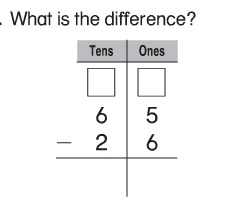 . What is the difference?
Tens Ones
6 5
− 2 6